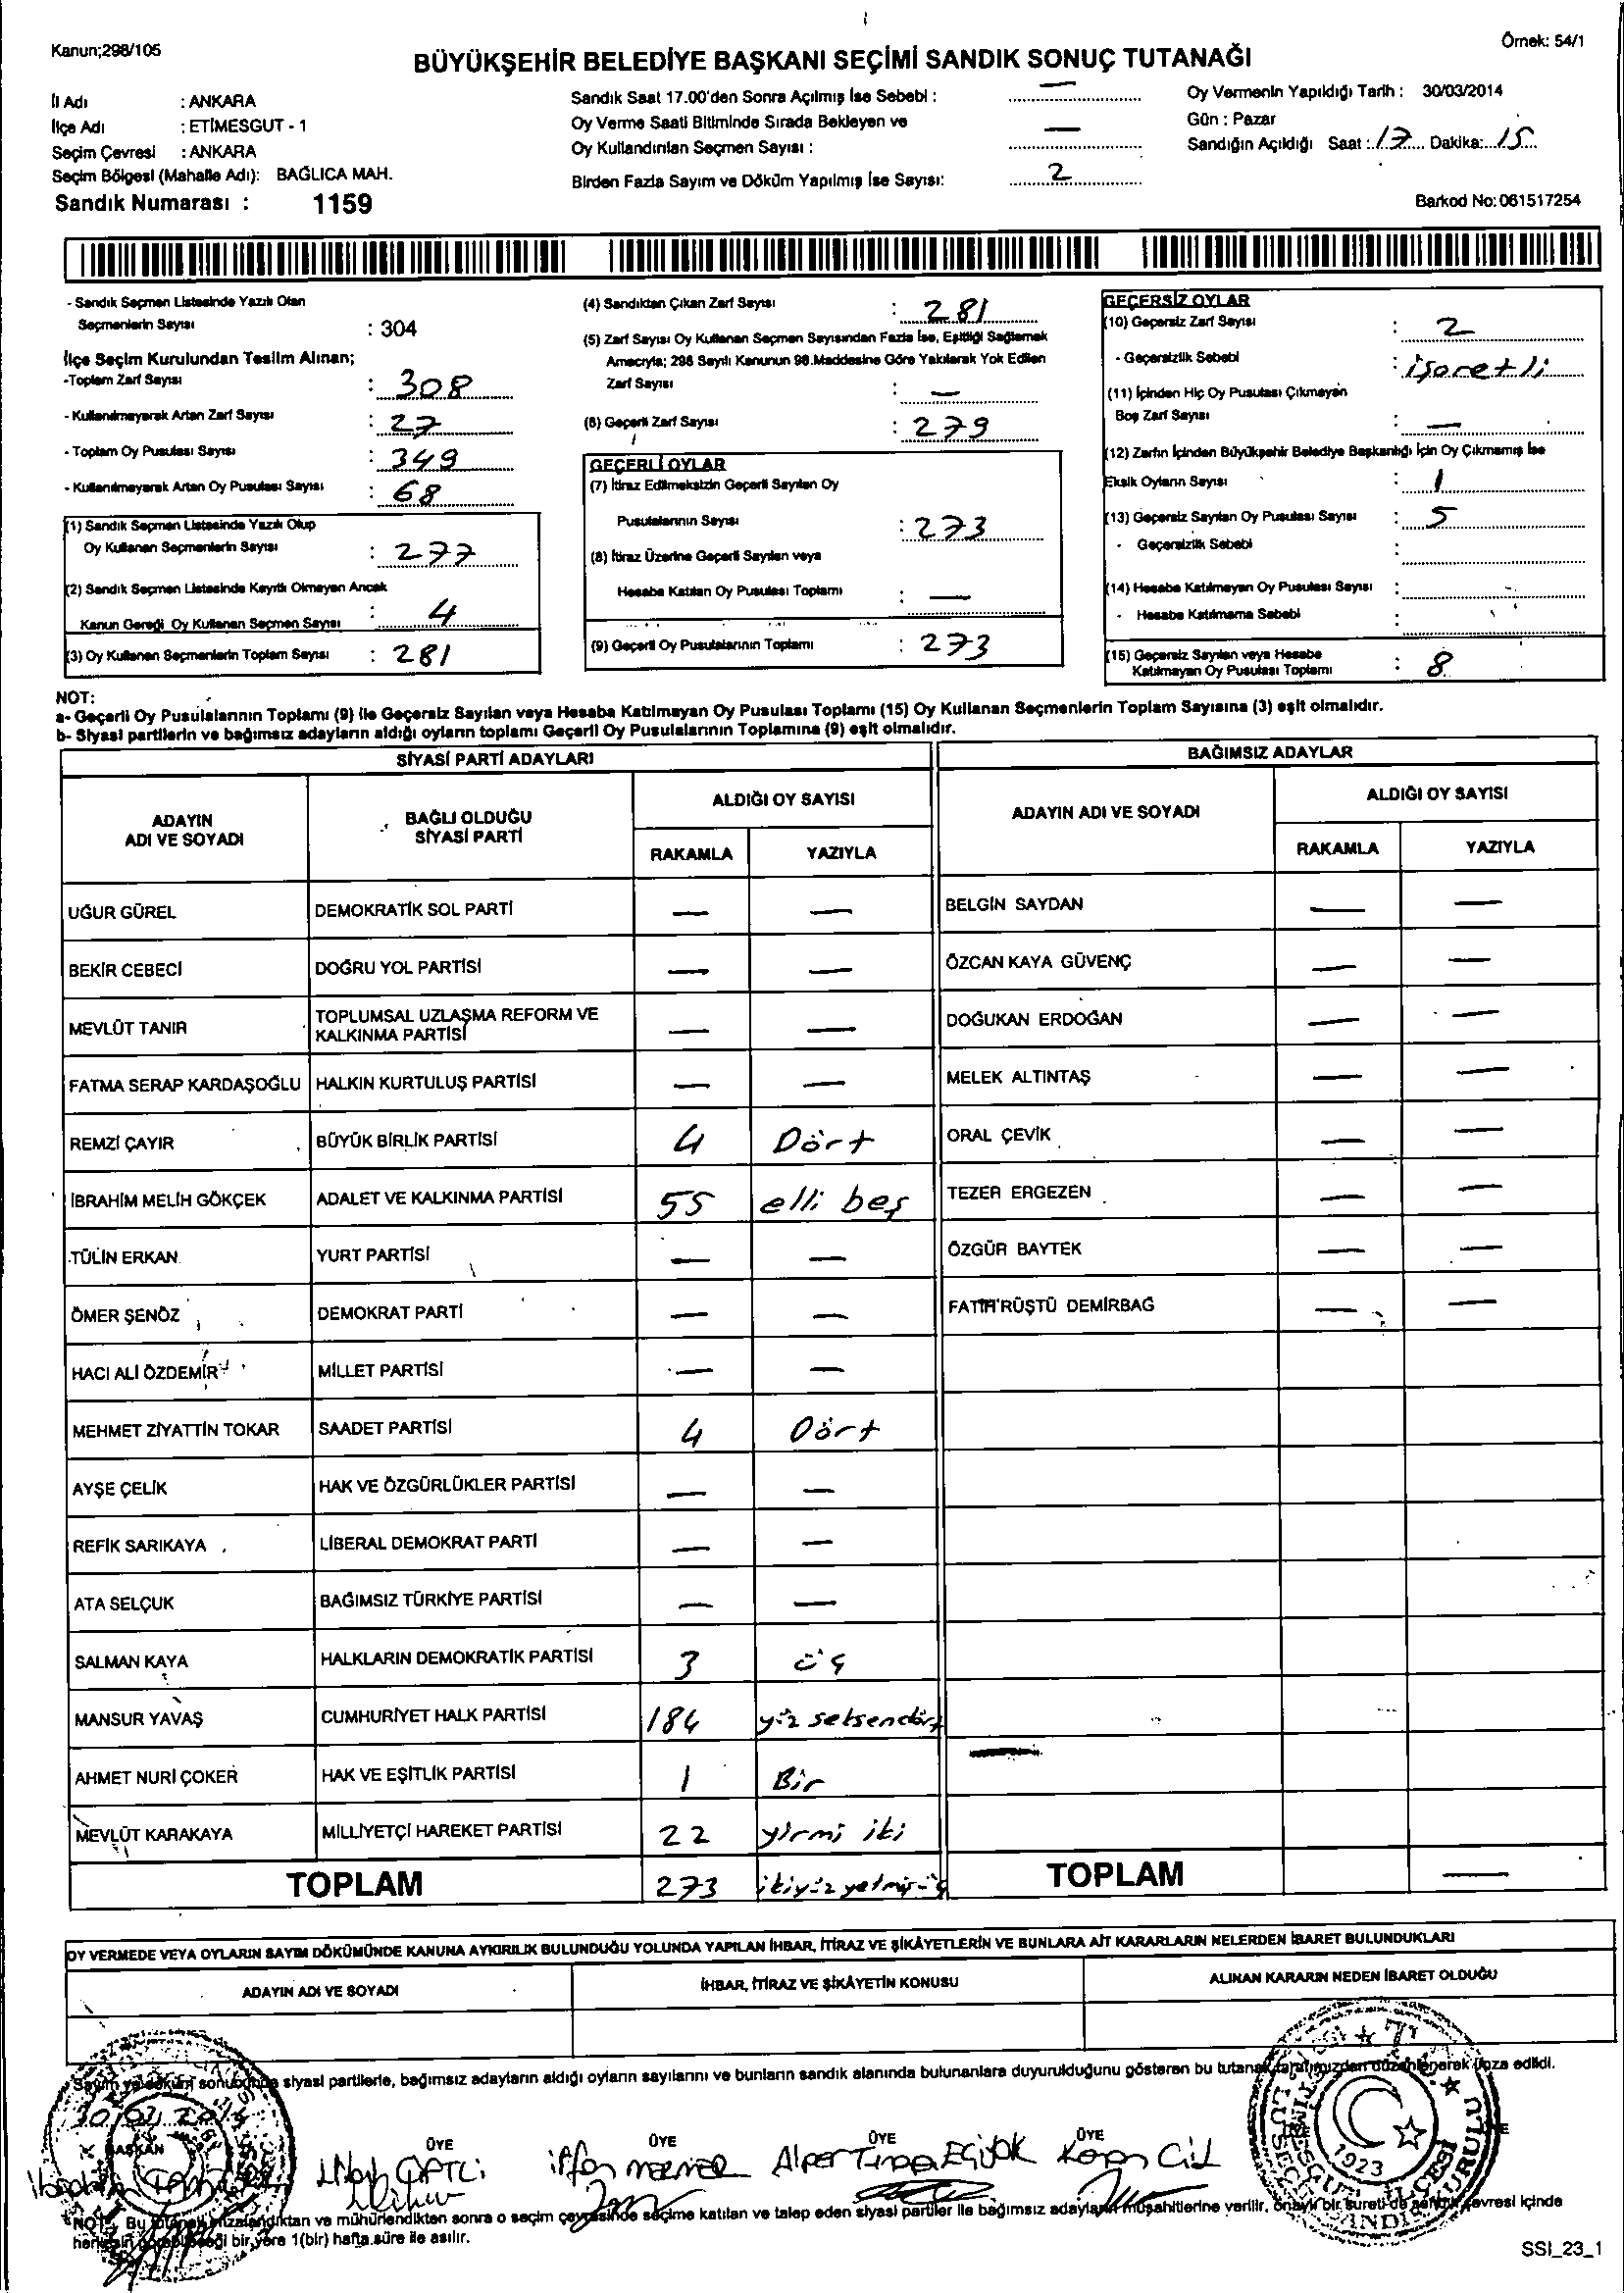 Kanun;298/105
Örnek: 54/1
BÜYÜKŞEHİR BELEDİYE BAŞKANI SEÇİMİ SANDIK SONUÇ TUTANAĞI
İl Adı : ANKARA
İlçe Adı : ETİMESGUT - 1
Seçim Çevresi : ANKARA
Seçim Bölgesi (Mahalle Adı): BAĞLICA MAH.
Sandık Numarası : 1159
Sandık Saat 17.00'den Sonra Açılmış İse Sebebi : —
Oy Verme Saati Bitiminde Sırada Bekleyen ve
Oy Kullandırılan Seçmen Sayısı : —
Birden Fazla Sayım ve Döküm Yapılmış İse Sayısı: 2
Oy Vermenin Yapıldığı Tarih : 30/03/2014
Gün : Pazar
Sandığın Açıldığı Saat : 17 Dakika: 15
Barkod No: 061517254
- Sandık Seçmen Listesinde Yazılı Olan
Seçmenlerin Sayısı : 304
İlçe Seçim Kurulundan Teslim Alınan;
-Toplam Zarf Sayısı : 308
- Kullanılmayarak Artan Zarf Sayısı : 27
- Toplam Oy Pusulası Sayısı : 349
- Kullanılmayarak Artan Oy Pusulası Sayısı : 68
(1) Sandık Seçmen Listesinde Yazılı Olup
Oy Kullanan Seçmenlerin Sayısı : 277
(2) Sandık Seçmen Listesinde Kayıtlı Olmayan Ancak
Kanun Gereği Oy Kullanan Seçmen Sayısı : 4
(3) Oy Kullanan Seçmenlerin Toplam Sayısı : 281
(4) Sandıktan Çıkan Zarf Sayısı : 281
(5) Zarf Sayısı Oy Kullanan Seçmen Sayısından Fazla İse, Eşitliği Sağlamak
Amacıyla; 298 Sayılı Kanunun 98.Maddesine Göre Yakılarak Yok Edilen
Zarf Sayısı : —
(6) Geçerli Zarf Sayısı : 279
GEÇERLİ OYLAR
(7) İtiraz Edilmeksizin Geçerli Sayılan Oy
Pusulalarının Sayısı : 273
(8) İtiraz Üzerine Geçerli Sayılan veya
Hesaba Katılan Oy Pusulası Toplamı : —
(9) Geçerli Oy Pusulalarının Toplamı : 273
GEÇERSİZ OYLAR
(10) Geçersiz Zarf Sayısı : 2
- Geçersizlik Sebebi : işaretli
(11) İçinden Hiç Oy Pusulası Çıkmayan
Boş Zarf Sayısı : —
(12) Zarfın İçinden Büyükşehir Belediye Başkanlığı İçin Oy Çıkmamış İse
Eksik Oyların Sayısı : 1
(13) Geçersiz Sayılan Oy Pusulası Sayısı : 5
- Geçersizlik Sebebi :
(14) Hesaba Katılmayan Oy Pusulası Sayısı :
- Hesaba Katılmama Sebebi :
(15) Geçersiz Sayılan veya Hesaba
Katılmayan Oy Pusulası Toplamı : 8
NOT:
a- Geçerli Oy Pusulalarının Toplamı (9) ile Geçersiz Sayılan veya Hesaba Katılmayan Oy Pusulası Toplamı (15) Oy Kullanan Seçmenlerin Toplam Sayısına (3) eşit olmalıdır.
b- Siyasi partilerin ve bağımsız adayların aldığı oyların toplamı Geçerli Oy Pusulalarının Toplamına (9) eşit olmalıdır.
SİYASİ PARTİ ADAYLARI
BAĞIMSIZ ADAYLAR
ADAYIN ADI VE SOYADI
BAĞLI OLDUĞU SİYASİ PARTİ
ALDIĞI OY SAYISI
RAKAMLA YAZIYLA
ADAYIN ADI VE SOYADI
ALDIĞI OY SAYISI
RAKAMLA YAZIYLA
UĞUR GÜREL DEMOKRATİK SOL PARTİ — — BELGİN SAYDAN — —
BEKİR CEBECİ DOĞRU YOL PARTİSİ — — ÖZCAN KAYA GÜVENÇ — —
MEVLÜT TANIR TOPLUMSAL UZLAŞMA REFORM VE KALKINMA PARTİSİ — — DOĞUKAN ERDOĞAN — —
FATMA SERAP KARDAŞOĞLU HALKIN KURTULUŞ PARTİSİ — — MELEK ALTINTAŞ — —
REMZİ ÇAYIR BÜYÜK BİRLİK PARTİSİ 4 Dört ORAL ÇEVİK — —
İBRAHİM MELİH GÖKÇEK ADALET VE KALKINMA PARTİSİ 55 elli beş TEZER ERGEZEN — —
TÜLİN ERKAN YURT PARTİSİ — — ÖZGÜR BAYTEK — —
ÖMER ŞENÖZ DEMOKRAT PARTİ — — FATİH RÜŞTÜ DEMİRBAĞ — —
HACI ALİ ÖZDEMİR MİLLET PARTİSİ — —
MEHMET ZİYATTİN TOKAR SAADET PARTİSİ 4 Dört
AYŞE ÇELİK HAK VE ÖZGÜRLÜKLER PARTİSİ — —
REFİK SARIKAYA LİBERAL DEMOKRAT PARTİ — —
ATA SELÇUK BAĞIMSIZ TÜRKİYE PARTİSİ — —
SALMAN KAYA HALKLARIN DEMOKRATİK PARTİSİ 3 üç
MANSUR YAVAŞ CUMHURİYET HALK PARTİSİ 184 yüz seksendört
AHMET NURİ ÇOKER HAK VE EŞİTLİK PARTİSİ 1 Bir
MEVLÜT KARAKAYA MİLLİYETÇİ HAREKET PARTİSİ 22 yirmi iki
TOPLAM 273 ikiyüz yetmiş üç TOPLAM —
OY VERMEDE VEYA OYLARIN SAYIM DÖKÜMÜNDE KANUNA AYKIRILIK BULUNDUĞU YOLUNDA YAPILAN İHBAR, İTİRAZ VE ŞİKÂYETLERİN VE BUNLARA AİT KARARLARIN NELERDEN İBARET BULUNDUKLARI
ADAYIN ADI VE SOYADI
İHBAR, İTİRAZ VE ŞİKÂYETİN KONUSU
ALINAN KARARIN NEDEN İBARET OLDUĞU
Sayım ve döküm sonucunda siyasi partilerle, bağımsız adayların aldığı oyların sayılarını ve bunların sandık alanında bulunanlara duyurulduğunu gösteren bu tutanak tarafımızdan düzenlenerek imza edildi.
30/03/2014
BAŞKAN ÜYE ÜYE ÜYE ÜYE
1923
NOT: Bu tutanak imzalandıktan ve mühürlendikten sonra o seçim çevresinde seçime katılan ve talep eden siyasi partiler ile bağımsız adayların müşahitlerine verilir, onaylı bir sureti de sandık çevresi içinde
herkesin görebileceği bir yere 1(bir) hafta süre ile asılır.
SSI_23_1